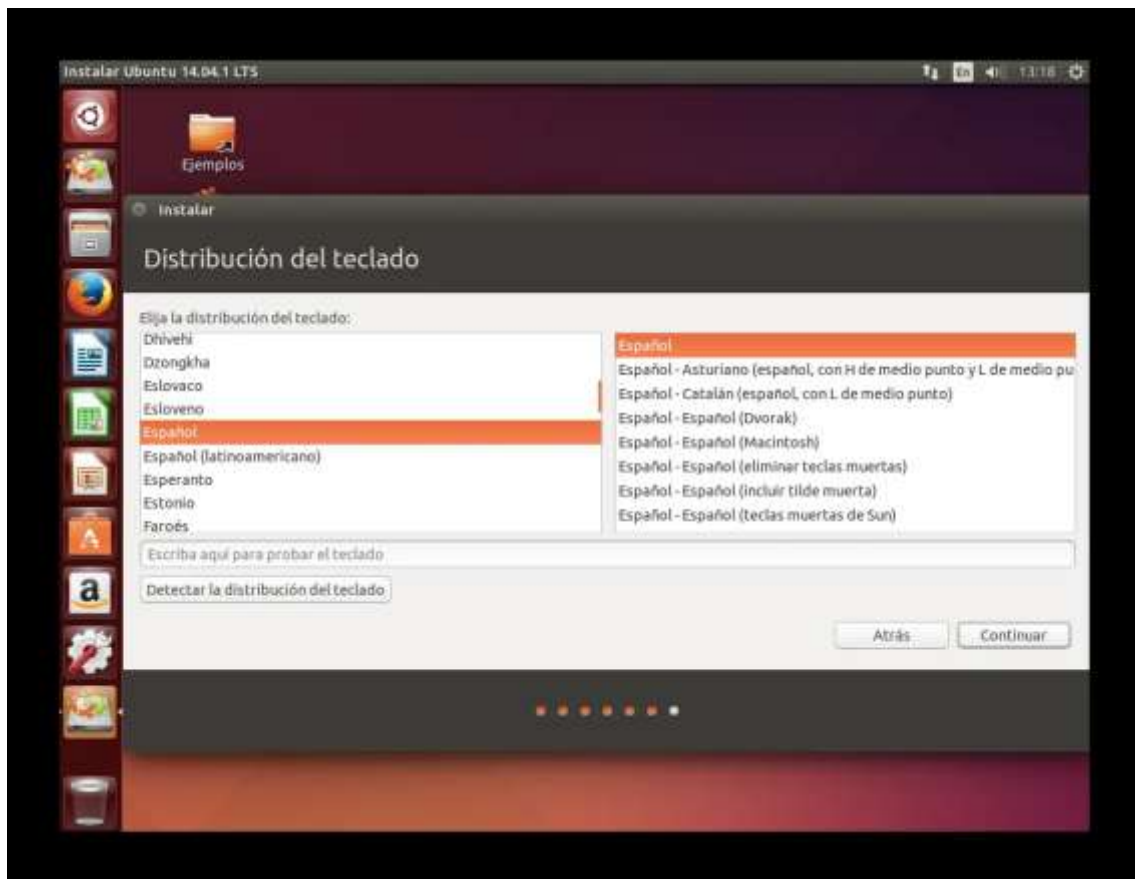 Instalar Ubuntu 14.04.1 LTS
En
13:18
Ejemplos
Instalar
Distribución del teclado
Elija la distribución del teclado:
Dhivehi
Dzongkha
Eslovaco
Esloveno
Español
Español (latinoamericano)
Esperanto
Estonio
Faroés
Español
Español - Asturiano (español, con H de medio punto y L de medio pu
Español - Catalán (español, con L de medio punto)
Español - Español (Dvorak)
Español - Español (Macintosh)
Español - Español (eliminar teclas muertas)
Español - Español (incluir tilde muerta)
Español - Español (teclas muertas de Sun)
Escriba aquí para probar el teclado
Detectar la distribución del teclado
Atrás
Continuar
a